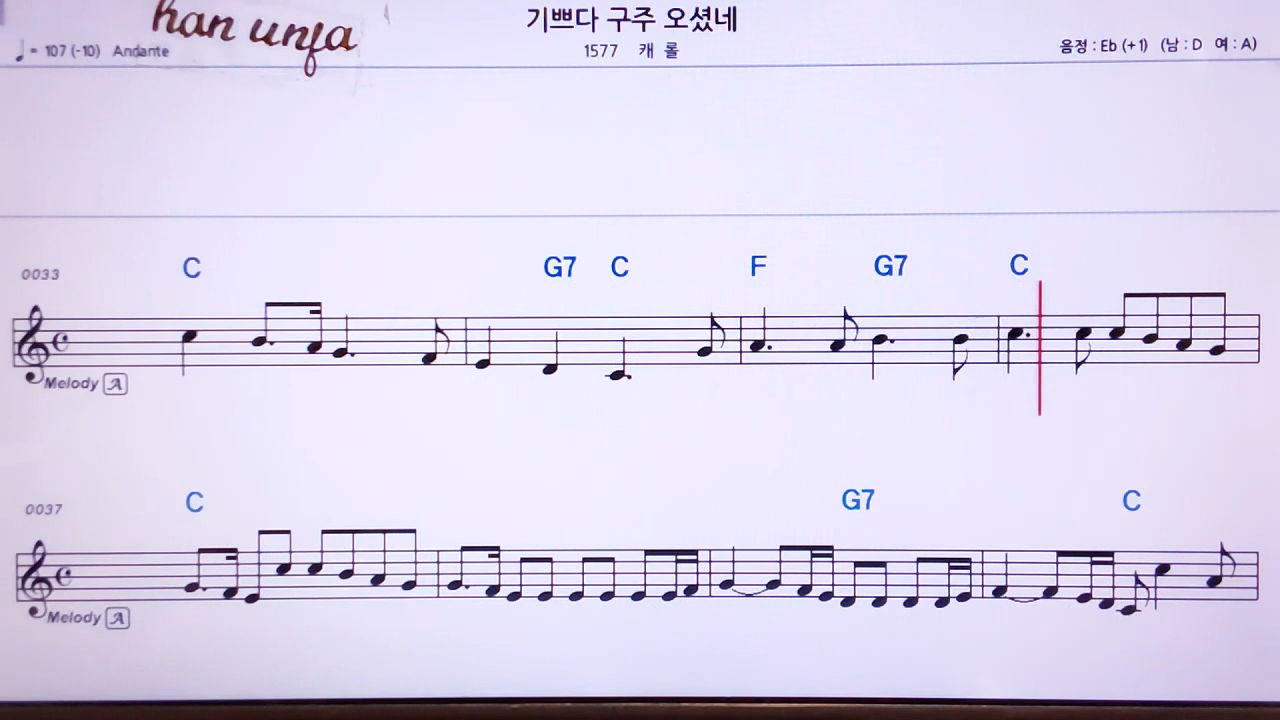 han unfa
기쁘다 구주 오셨네
♩= 107 (-10) Andante
1577 캐 롤
음정 : Eb (+1) (남 : D 여 : A)
0033
C G7 C F G7 C
Melody A
0037
C G7 C
Melody A